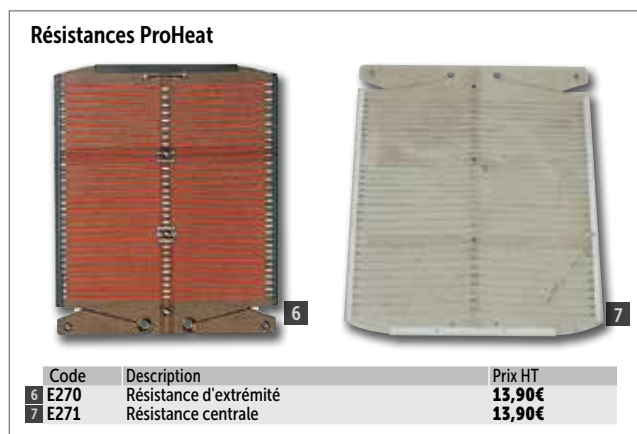 Résistances ProHeat
6
7
Code Description Prix HT
6 E270 Résistance d'extrémité 13,90€
7 E271 Résistance centrale 13,90€